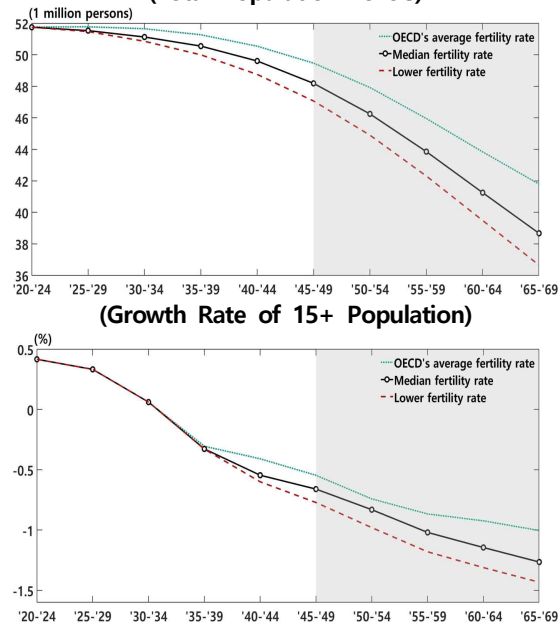 (1 million persons)
52
50
48
46
44
42
40
38
36
OECD's average fertility rate
Median fertility rate
Lower fertility rate
'20-'24 '25-'29 '30-'34 '35-'39 '40-'44 '45-'49 '50-'54 '55-'59 '60-'64 '65-'69
(Growth Rate of 15+ Population)
(%)
0.5
0
-0.5
-1
-1.5
OECD's average fertility rate
Median fertility rate
Lower fertility rate
'20-'24 '25-'29 '30-'34 '35-'39 '40-'44 '45-'49 '50-'54 '55-'59 '60-'64 '65-'69